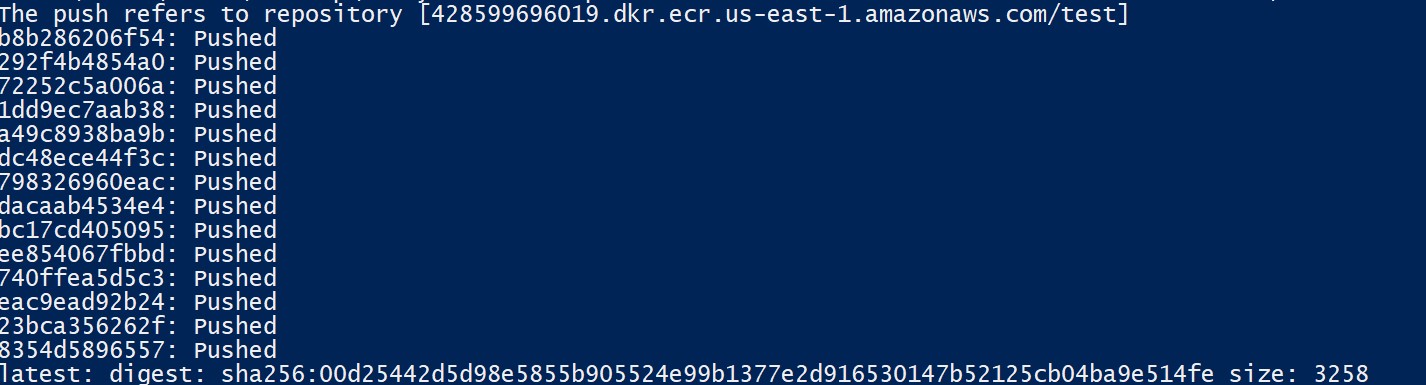 The push refers to repository [428599696019.dkr.ecr.us-east-1.amazonaws.com/test]
b8b286206f54: Pushed
292f4b4854a0: Pushed
72252c5a006a: Pushed
1dd9ec7aab38: Pushed
a49c8938ba9b: Pushed
dc48ece44f3c: Pushed
798326960eac: Pushed
dacaab4534e4: Pushed
bc17cd405095: Pushed
ee854067fbbd: Pushed
740ffea5d5c3: Pushed
eac9ead92b24: Pushed
23bca356262f: Pushed
8354d5896557: Pushed
latest: digest: sha256:00d25442d5d98e5855b905524e99b1377e2d916530147b52125cb04ba9e514fe size: 3258